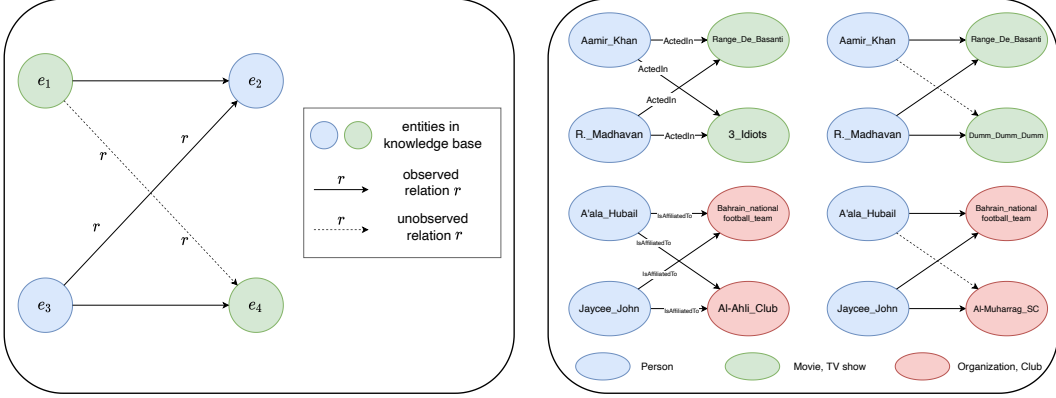 e1
e2
r
r
r
r
e3
e4
entities in
knowledge base
r
observed
relation r
r
unobserved
relation r
Aamir_Khan
ActedIn
Range_De_Basanti
ActedIn
ActedIn
R._Madhavan
ActedIn
3_Idiots
Aamir_Khan
Range_De_Basanti
R._Madhavan
Dumm_Dumm_Dumm
A'ala_Hubail
IsAffiliatedTo
Bahrain_national
football_team
IsAffiliatedTo
IsAffiliatedTo
Jaycee_John
IsAffiliatedTo
Al-Ahli_Club
A'ala_Hubail
Bahrain_national
football_team
Jaycee_John
Al-Muharrag_SC
Person
Movie, TV show
Organization, Club